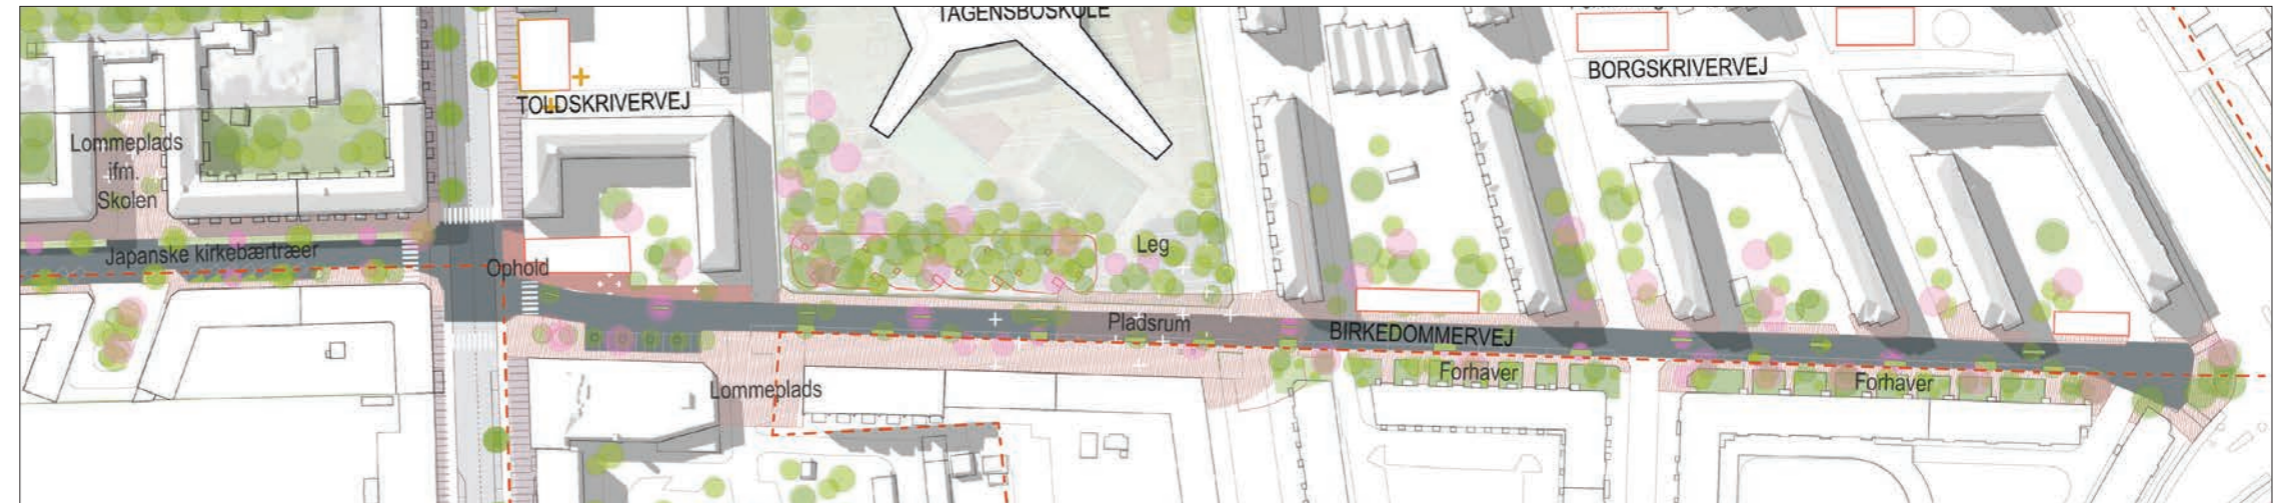 TAGENSBOSKOLE
BORGSKRIVERVEJ
TOLDSKRIVERVEJ
Lommeplads
ifm.
Skolen
Leg
Japanske kirkebærtræer
Ophold
Pladsrum
BIRKEDOMMERVEJ
Forhaver
Forhaver
Lommeplads